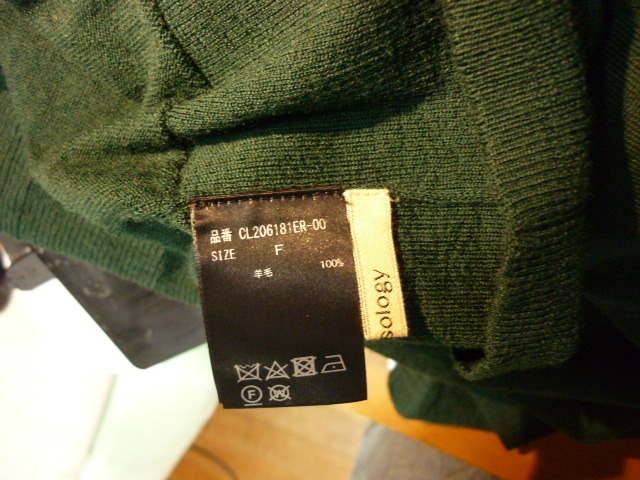 品番 CL206181ER-00
SIZE F
羊毛 100%
F W
sology